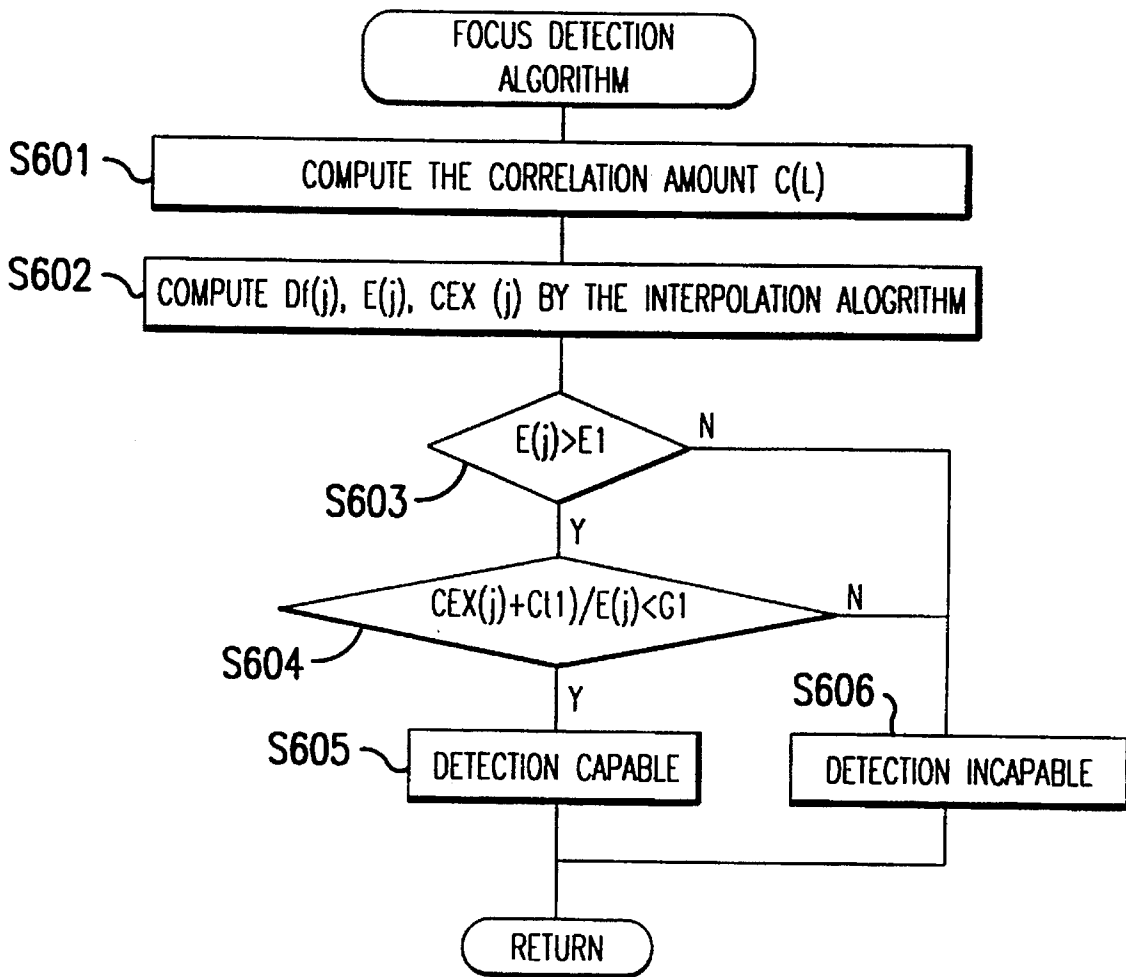 FOCUS DETECTION
ALGORITHM
S601
COMPUTE THE CORRELATION AMOUNT C(L)
S602
COMPUTE Df(j), E(j), CEX (j) BY THE INTERPOLATION ALOGRITHM
E(j)>E1
N
S603
Y
CEX(j)+Ct1)/E(j)<G1
N
S604
Y
S606
S605
DETECTION CAPABLE
DETECTION INCAPABLE
RETURN